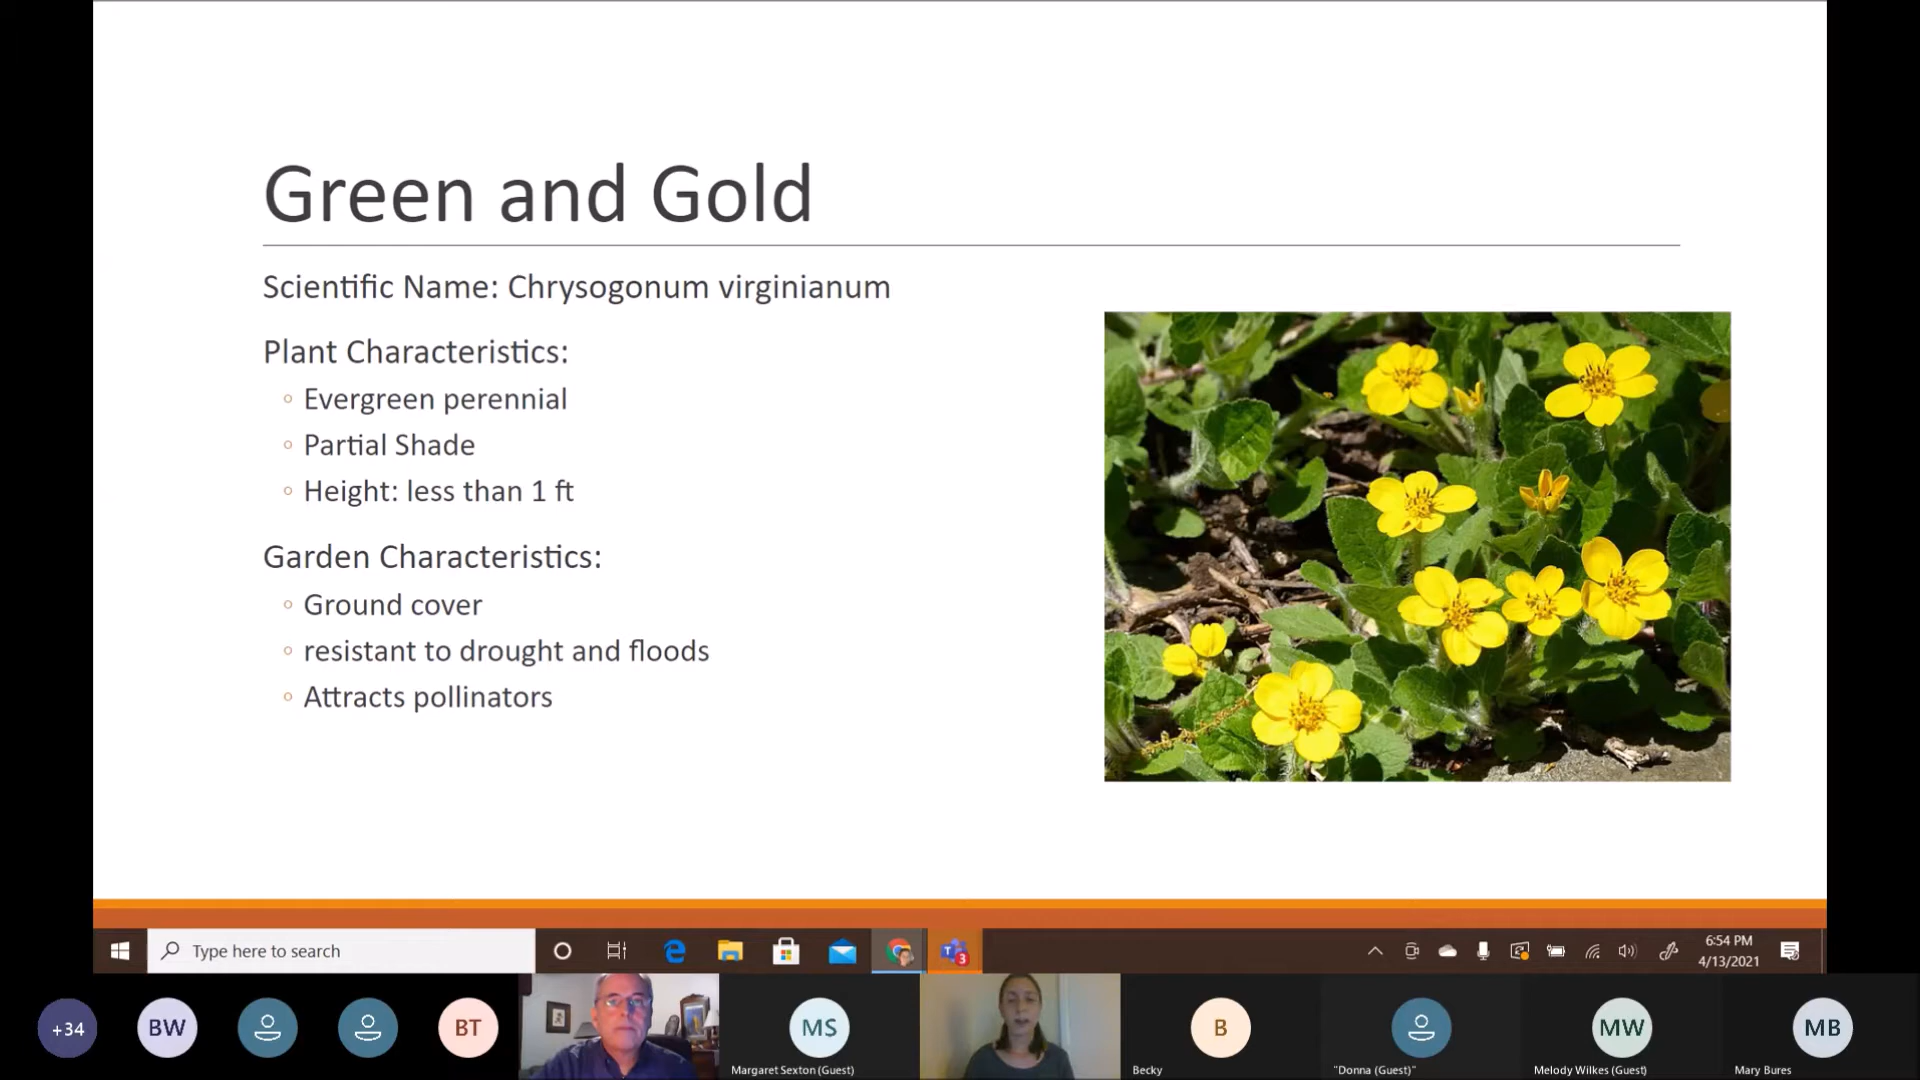 Green and Gold
Scientific Name: Chrysogonum virginianum
Plant Characteristics:
Evergreen perennial
Partial Shade
Height: less than 1 ft
Garden Characteristics:
Ground cover
resistant to drought and floods
Attracts pollinators
Type here to search
3
6:54 PM
4/13/2021
+34
BW
BT
MS
Margaret Sexton (Guest)
B
Becky
"Donna (Guest)"
MW
Melody Wilkes (Guest)
MB
Mary Bures